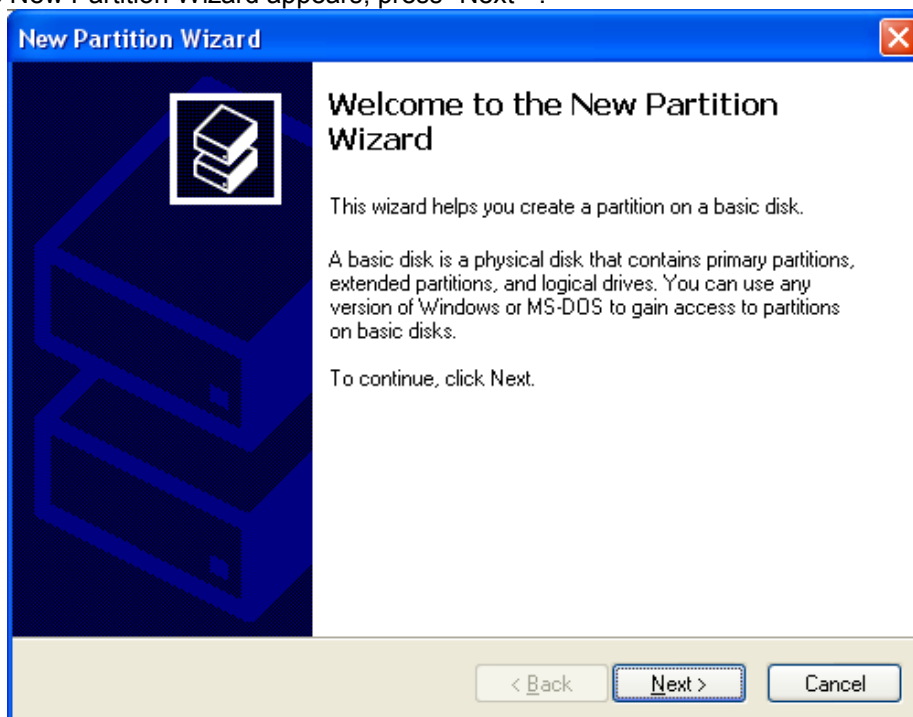 New Partition Wizard appears, press "Next" .
New Partition Wizard
Welcome to the New Partition
Wizard
This wizard helps you create a partition on a basic disk.
A basic disk is a physical disk that contains primary partitions,
extended partitions, and logical drives. You can use any
version of Windows or MS-DOS to gain access to partitions
on basic disks.
To continue, click Next.
< Back
Next >
Cancel